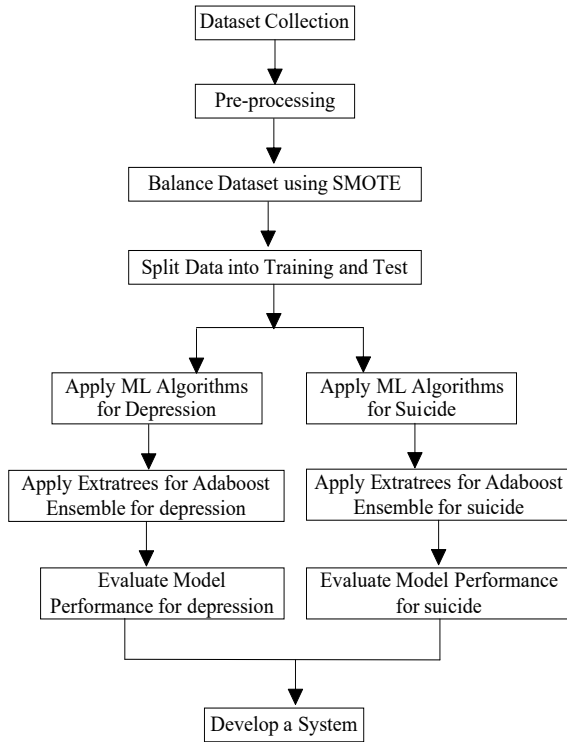 Dataset Collection
Pre-processing
Balance Dataset using SMOTE
Split Data into Training and Test
Apply ML Algorithms
for Depression
Apply ML Algorithms
for Suicide
Apply Extratrees for Adaboost
Ensemble for depression
Apply Extratrees for Adaboost
Ensemble for suicide
Evaluate Model
Performance for depression
Evaluate Model Performance
for suicide
Develop a System